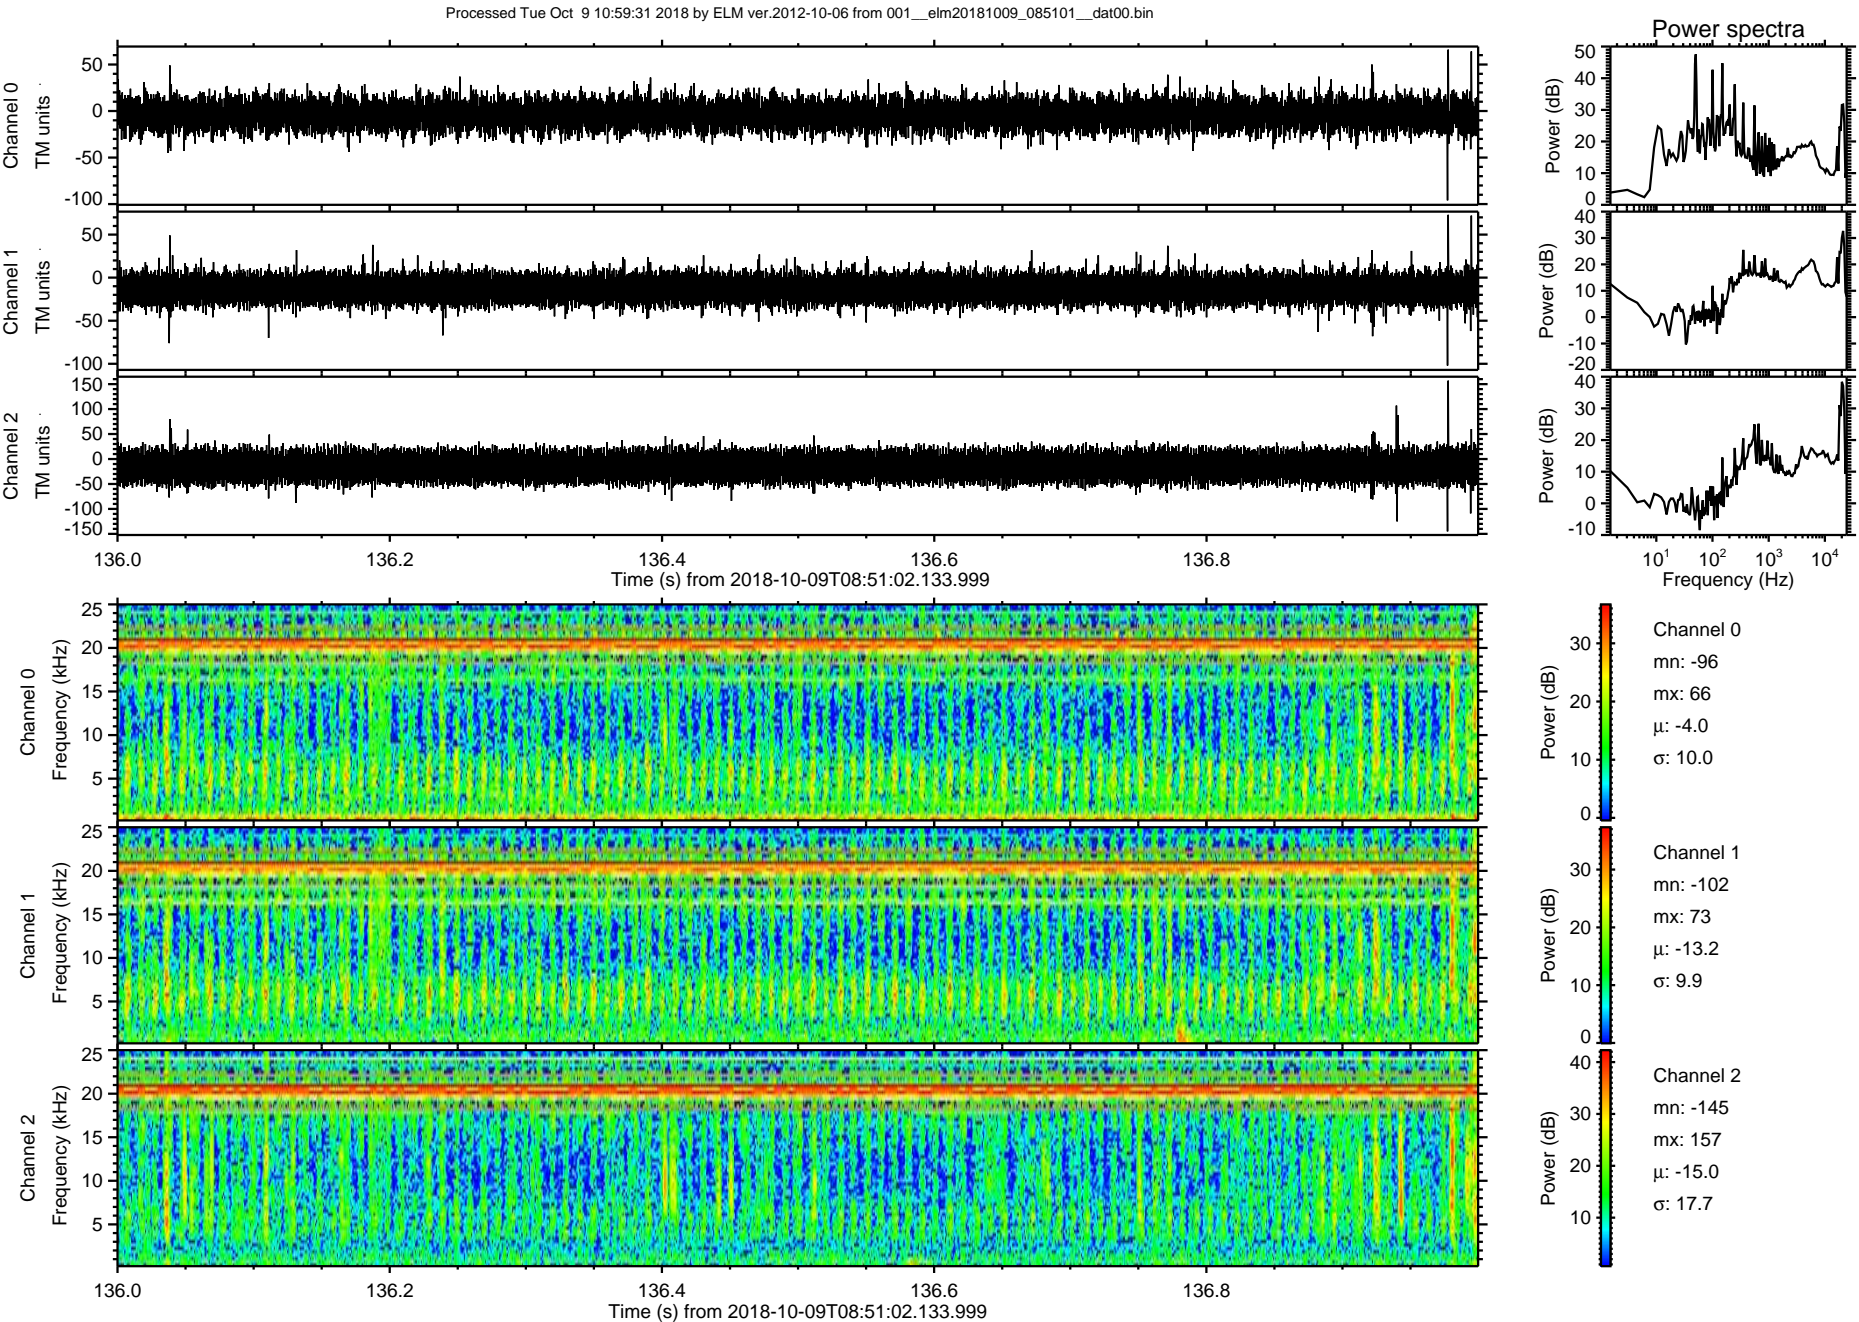 Processed Tue Oct  9 10:59:31 2018 by ELM ver.2012-10-06 from 001__elm20181009_085101__dat00.bin
Power spectra
Channel 0
TM units
50
0
-50
-100
Power (dB)
50
40
30
20
10
0
Channel 1
TM units
50
0
-50
-100
Power (dB)
40
30
20
10
0
-10
-20
Channel 2
TM units
150
100
50
0
-50
-100
-150
Power (dB)
40
30
20
10
0
-10
136.0 136.2 136.4 136.6 136.8
Time (s) from 2018-10-09T08:51:02.133.999
10^1 10^2 10^3 10^4
Frequency (Hz)
Channel 0
Frequency (kHz)
25
20
15
10
5
Power (dB)
30
20
10
0
Channel 0
mn: -96
mx: 66
μ: -4.0
σ: 10.0
Channel 1
Frequency (kHz)
25
20
15
10
5
Power (dB)
30
20
10
0
Channel 1
mn: -102
mx: 73
μ: -13.2
σ: 9.9
Channel 2
Frequency (kHz)
25
20
15
10
5
Power (dB)
40
30
20
10
Channel 2
mn: -145
mx: 157
μ: -15.0
σ: 17.7
136.0 136.2 136.4 136.6 136.8
Time (s) from 2018-10-09T08:51:02.133.999